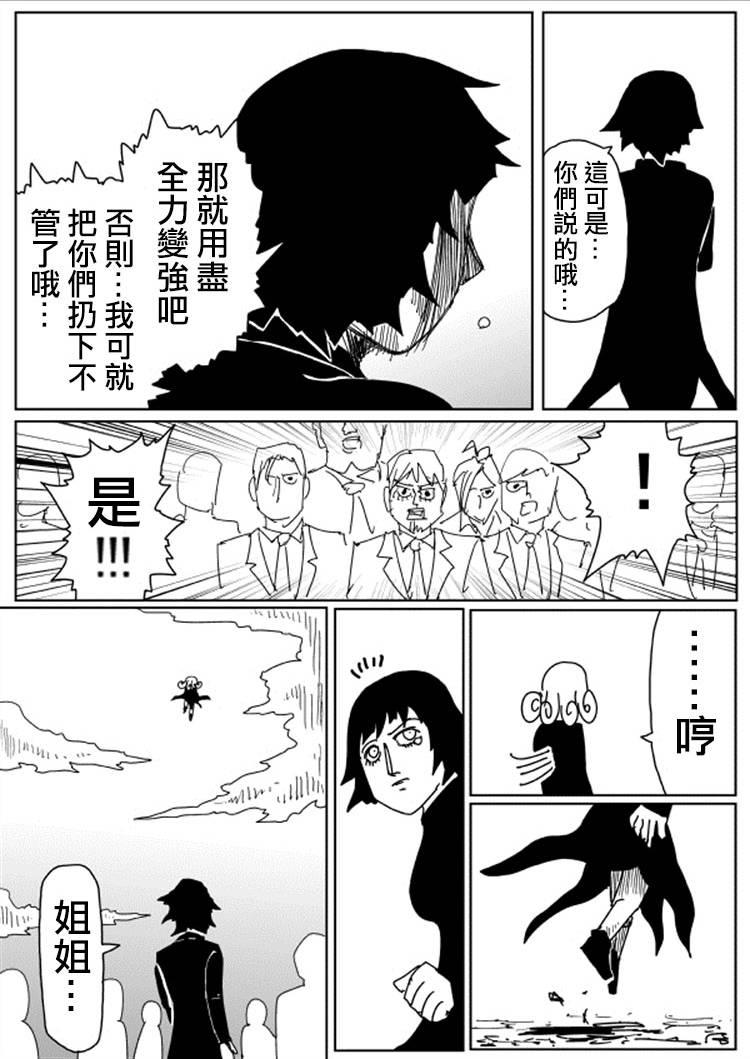 這可是…
你們説的哦…
那就用盡
全力變強吧
否則…我可就
把你們扔下不
管了哦…
！
是
!!!
……哼
姐
姐…